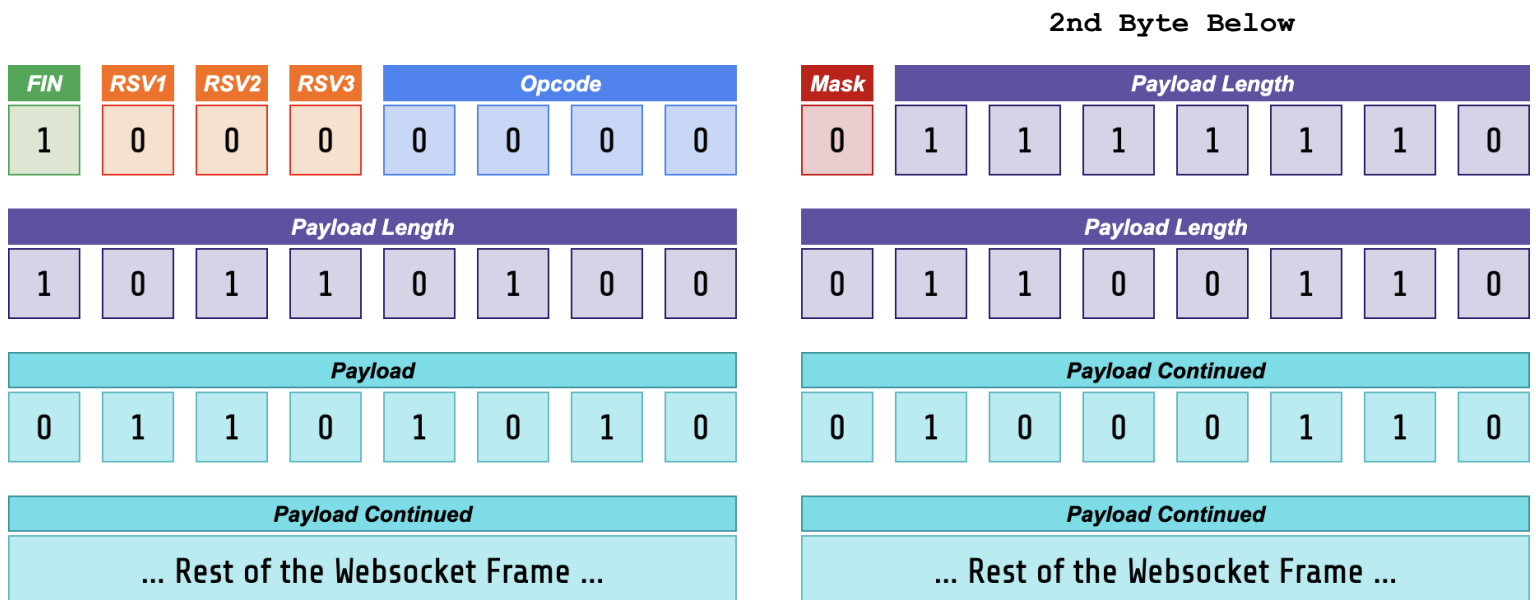 2nd Byte Below
FIN RSV1 RSV2 RSV3 Opcode Mask Payload Length
1 0 0 0 0 0 0 0 0 1 1 1 1 1 1 0
Payload Length Payload Length
1 0 1 1 0 1 0 0 0 1 1 0 0 1 1 0
Payload Payload Continued
0 1 1 0 1 0 1 0 0 1 0 0 0 1 1 0
Payload Continued Payload Continued
... Rest of the Websocket Frame ... ... Rest of the Websocket Frame ...